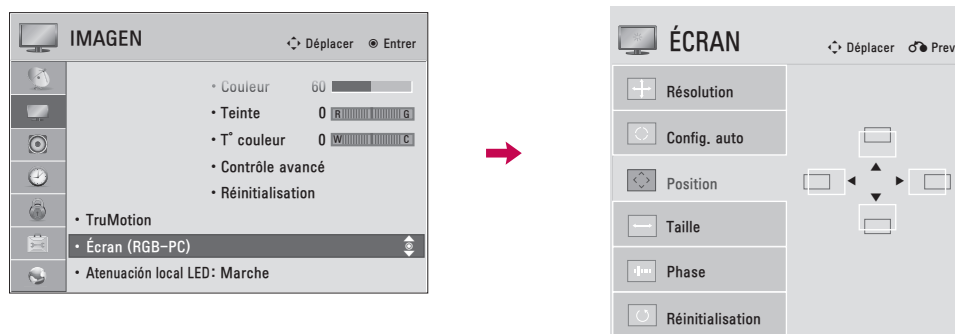 IMAGEN
Déplacer
Entrer
• Couleur 60
• Teinte 0 R G
• T˚ couleur 0 W C
• Contrôle avancé
• Réinitialisation
• TruMotion
• Écran (RGB-PC)
• Atenuación local LED: Marche
ÉCRAN
Déplacer
Prev
Résolution
Config. auto
Position
Taille
Phase
Réinitialisation